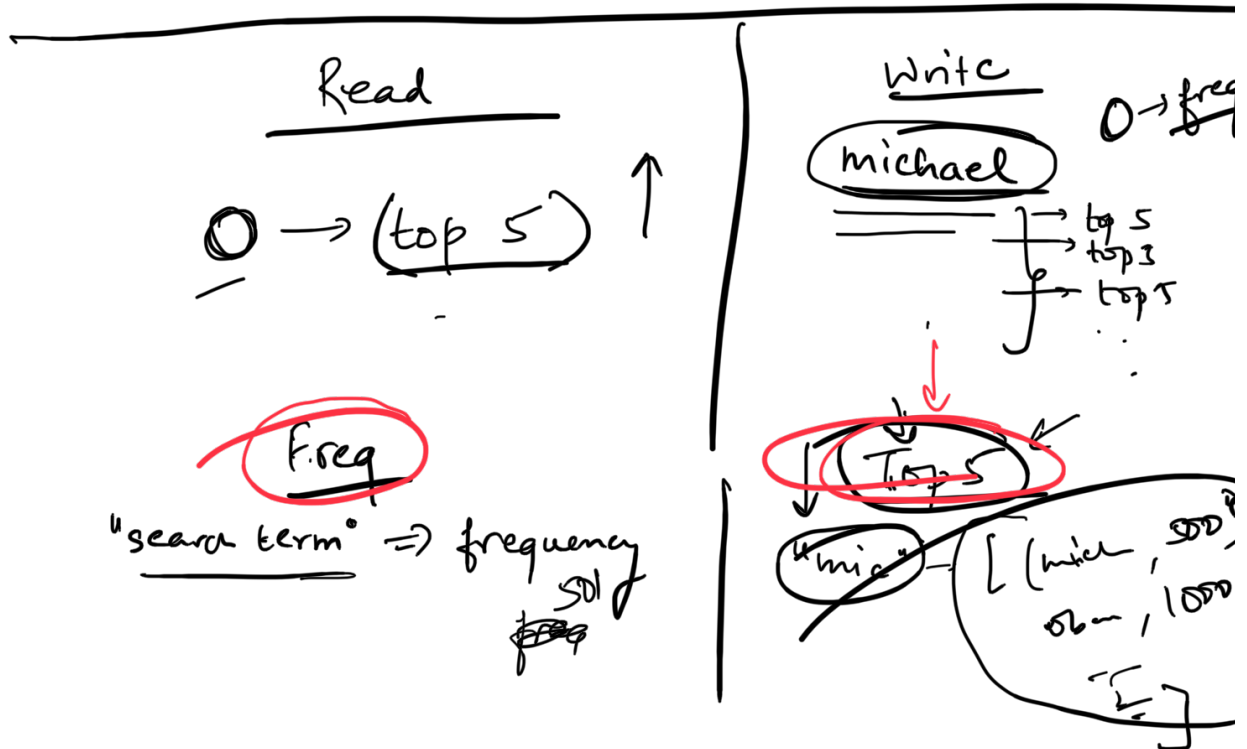 Read
(top 5)
Freq
"search term" => frequency
501
Write
michael
→ freq
→ top 5
→ top 3
→ top 5
Top 5
"mic" - [(mich, 500)
, 1000
]